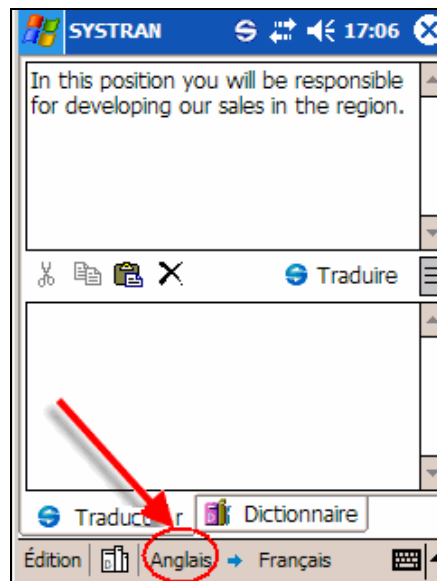 SYSTRAN 17:06
In this position you will be responsible
for developing our sales in the region.
Traduire
Dictionnaire
Édition Anglais Français